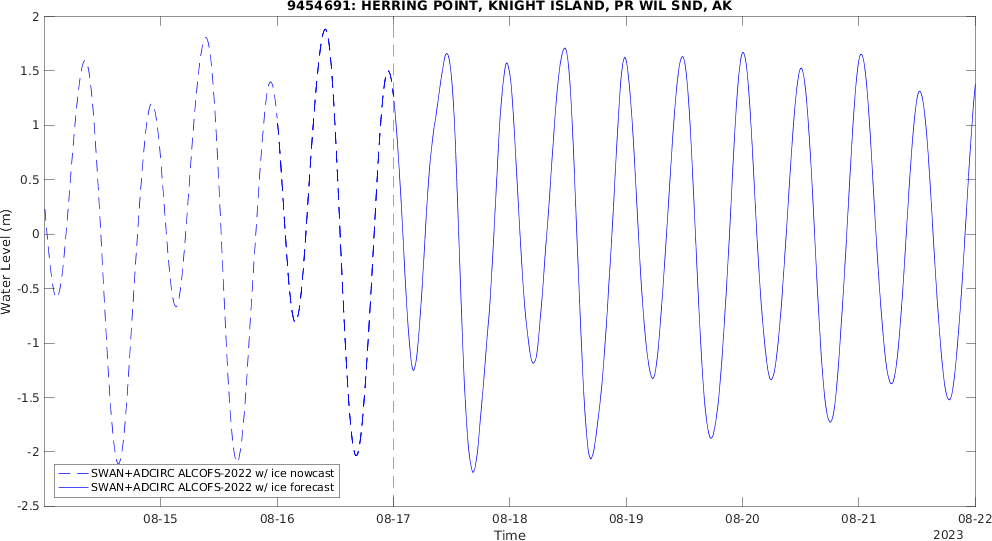 9454691: HERRING POINT, KNIGHT ISLAND, PR WIL SND, AK
2
1.5
1
0.5
0
-0.5
-1
-1.5
-2
-2.5
Water Level (m)
SWAN+ADCIRC ALCOFS-2022 w/ ice nowcast
SWAN+ADCIRC ALCOFS-2022 w/ ice forecast
08-15 08-16 08-17 08-18 08-19 08-20 08-21 08-22
Time
2023